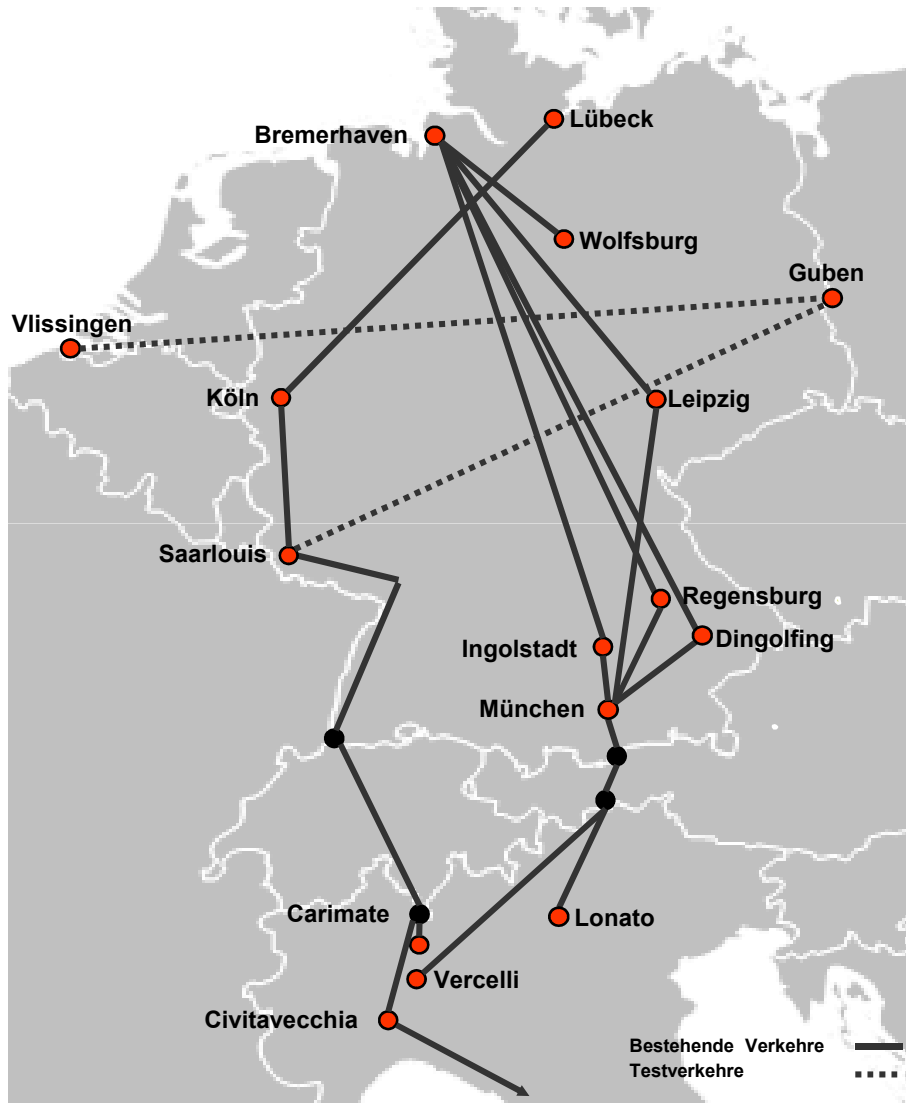 Lübeck
Bremerhaven
Wolfsburg
Guben
Vlissingen
Köln
Leipzig
Saarlouis
Regensburg
Dingolfing
Ingolstadt
München
Carimate
Lonato
Vercelli
Civitavecchia
Bestehende Verkehre
Testverkehre